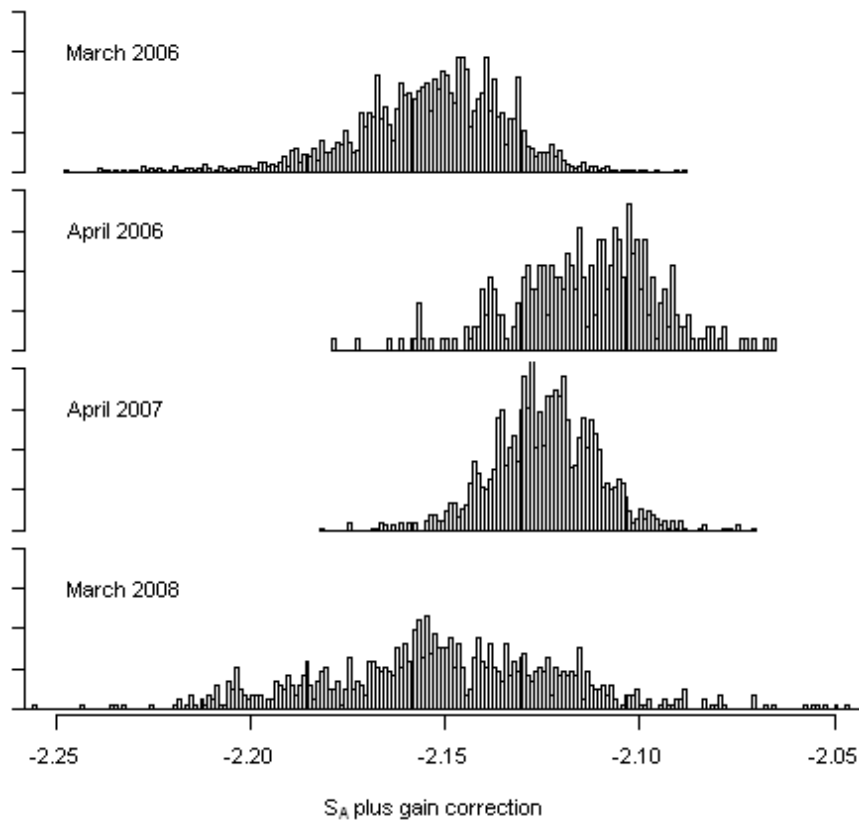 March 2006
April 2006
April 2007
March 2008
-2.25 -2.20 -2.15 -2.10 -2.05
S_A plus gain correction